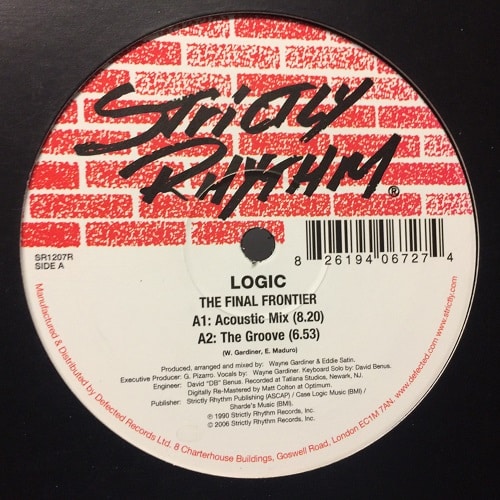 STRICTLY
RHYTHM®
8 26194 06727 4
SR1207R
SIDE A
LOGIC
THE FINAL FRONTIER
A1: Acoustic Mix (8.20)
A2: The Groove (6.53)
(W. Gardiner, E. Maduro)
Produced, arranged and mixed by: Wayne Gardiner & Eddie Satin.
Executive Producer: G. Pizarro. Vocals by: Wayne Gardiner. Keyboard Solo by: David Benus.
Engineer: David "DB" Benus. Recorded at Tatiana Studios, Newark, NJ.
Digitally Re-Mastered by Matt Colton at Optimum.
Publisher: Strictly Rhythm Publishing (ASCAP) / Case Logic Music (BMI) /
Sharde's Music (BMI).
℗ 1990 Strictly Rhythm Records, Inc.
© 2006 Strictly Rhythm Records, Inc.
Manufactured & Distributed by Defected Records Ltd. 8 Charterhouse Buildings, Goswell Road, London EC1M 7AN. www.strictly.com